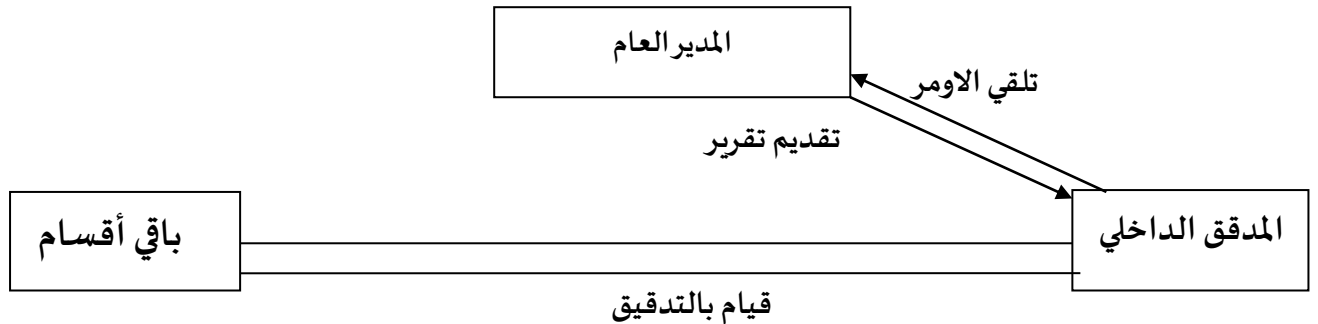 المدير العام
تلقي الاومر
تقديم تقرير
المدقق الداخلي
باقي أقسام
قيام بالتدقيق